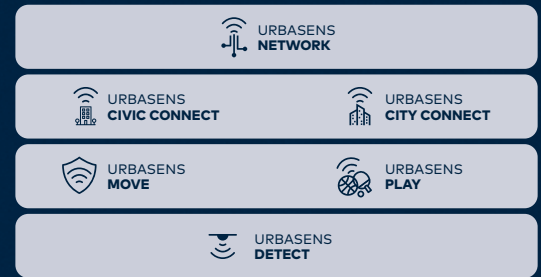 URBASENS
NETWORK
URBASENS
CIVIC CONNECT
URBASENS
CITY CONNECT
URBASENS
MOVE
URBASENS
PLAY
URBASENS
DETECT